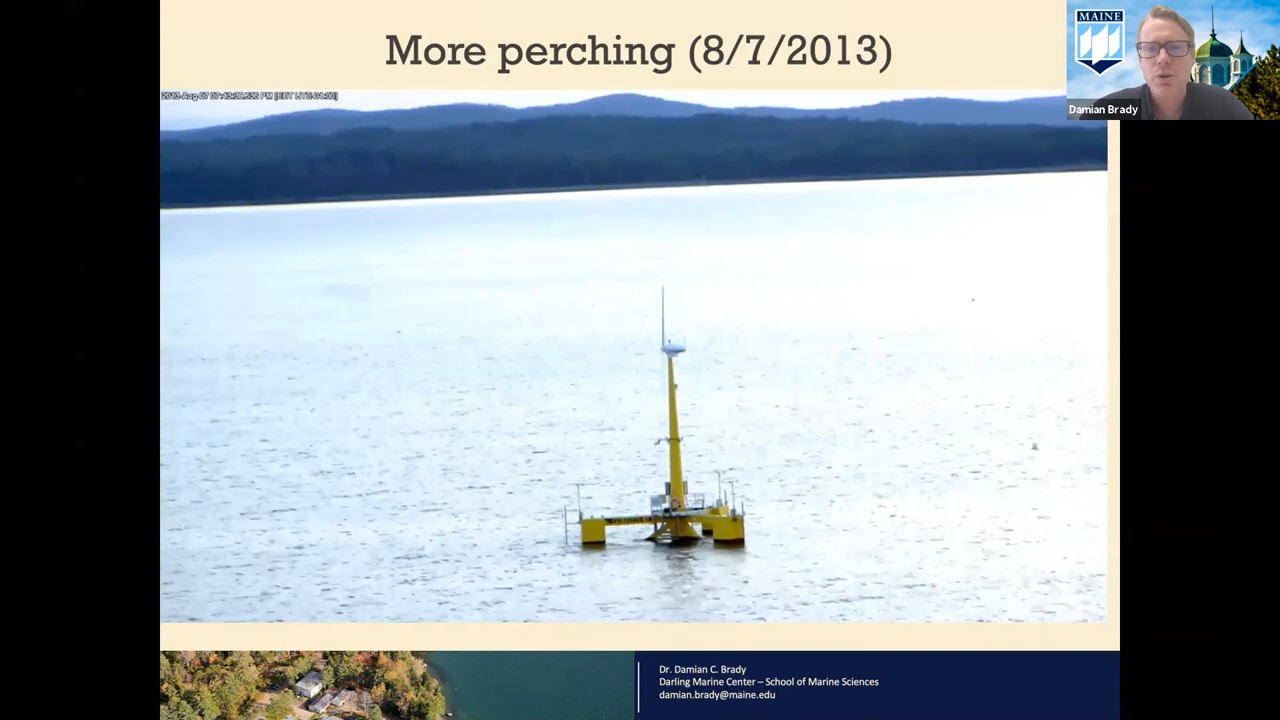 More perching (8/7/2013)
MAINE
Damian Brady
Dr. Damian C. Brady
Darling Marine Center – School of Marine Sciences
damian.brady@maine.edu